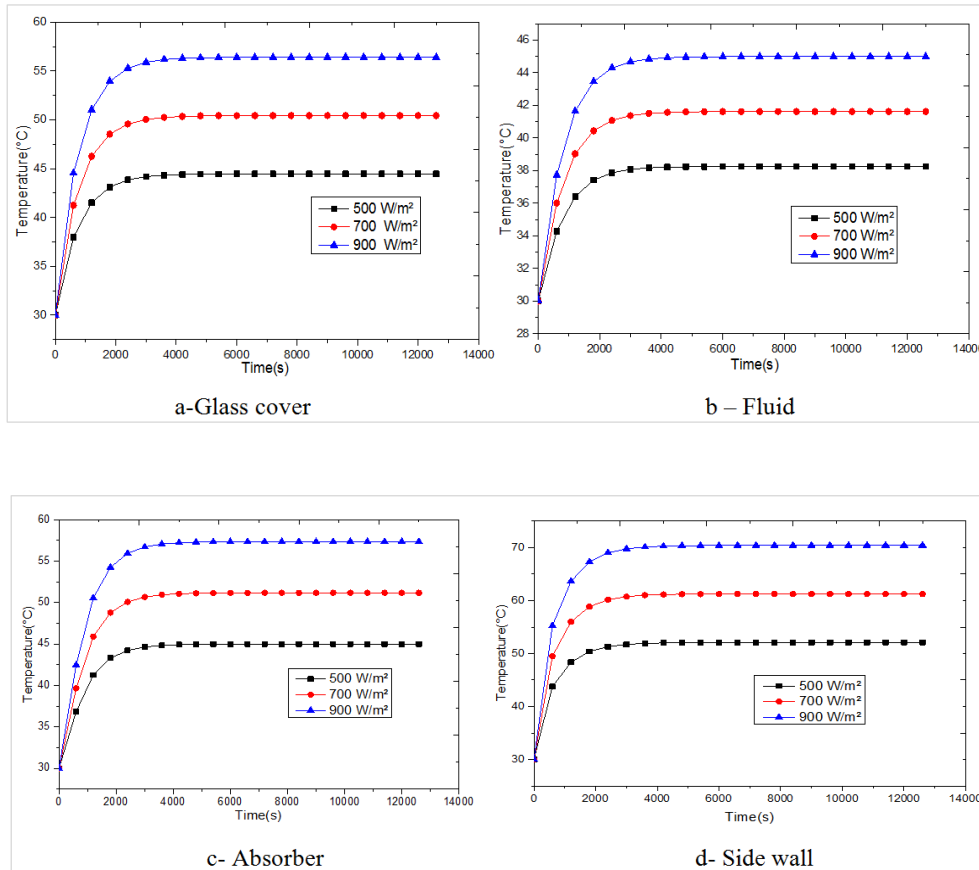 60
55
50
45
40
35
30
Temperature(°C)
500 W/m²
700 W/m²
900 W/m²
0 2000 4000 6000 8000 10000 12000 14000
Time(s)
a-Glass cover
46
44
42
40
38
36
34
32
30
28
Temperature(°C)
500 W/m²
700 W/m²
900 W/m²
0 2000 4000 6000 8000 10000 12000 14000
Time(s)
b – Fluid
60
55
50
45
40
35
30
Temperature(°C)
500 W/m²
700 W/m²
900 W/m²
0 2000 4000 6000 8000 10000 12000 14000
Time(s)
c- Absorber
70
60
50
40
30
Temperature(°C)
500 W/m²
700 W/m²
900 W/m²
0 2000 4000 6000 8000 10000 12000 14000
Time(s)
d- Side wall